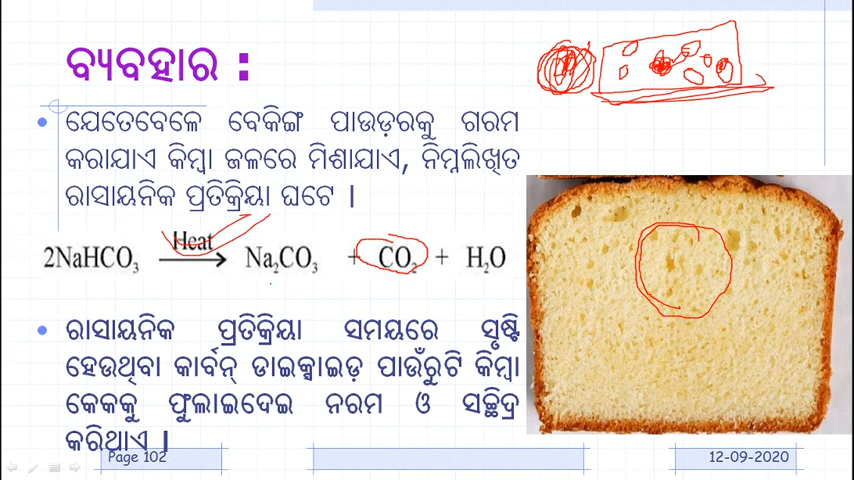 ବ୍ୟବହାର :
• ଯେତେବେଳେ ବେକିଙ୍ଗ ପାଉଡ଼ରକୁ ଗରମ
କରାଯାଏ କିମ୍ବା ଜଳରେ ମିଶାଯାଏ, ନିମ୍ନଲିଖିତ
ରାସାୟନିକ ପ୍ରତିକ୍ରିୟା ଘଟେ ।
Heat
2NaHCO₃ ⟶ Na₂CO₃ + CO₂ + H₂O
• ରାସାୟନିକ ପ୍ରତିକ୍ରିୟା ସମୟରେ ସୃଷ୍ଟି
ହେଉଥିବା କାର୍ବନ୍ ଡାଇକ୍ସାଇଡ଼ ପାଉଁରୁଟି କିମ୍ବା
କେକକୁ ଫୁଲାଇଦେଇ ନରମ ଓ ସଚ୍ଛିଦ୍ର
କରିଥାଏ ।
Page 102
12-09-2020